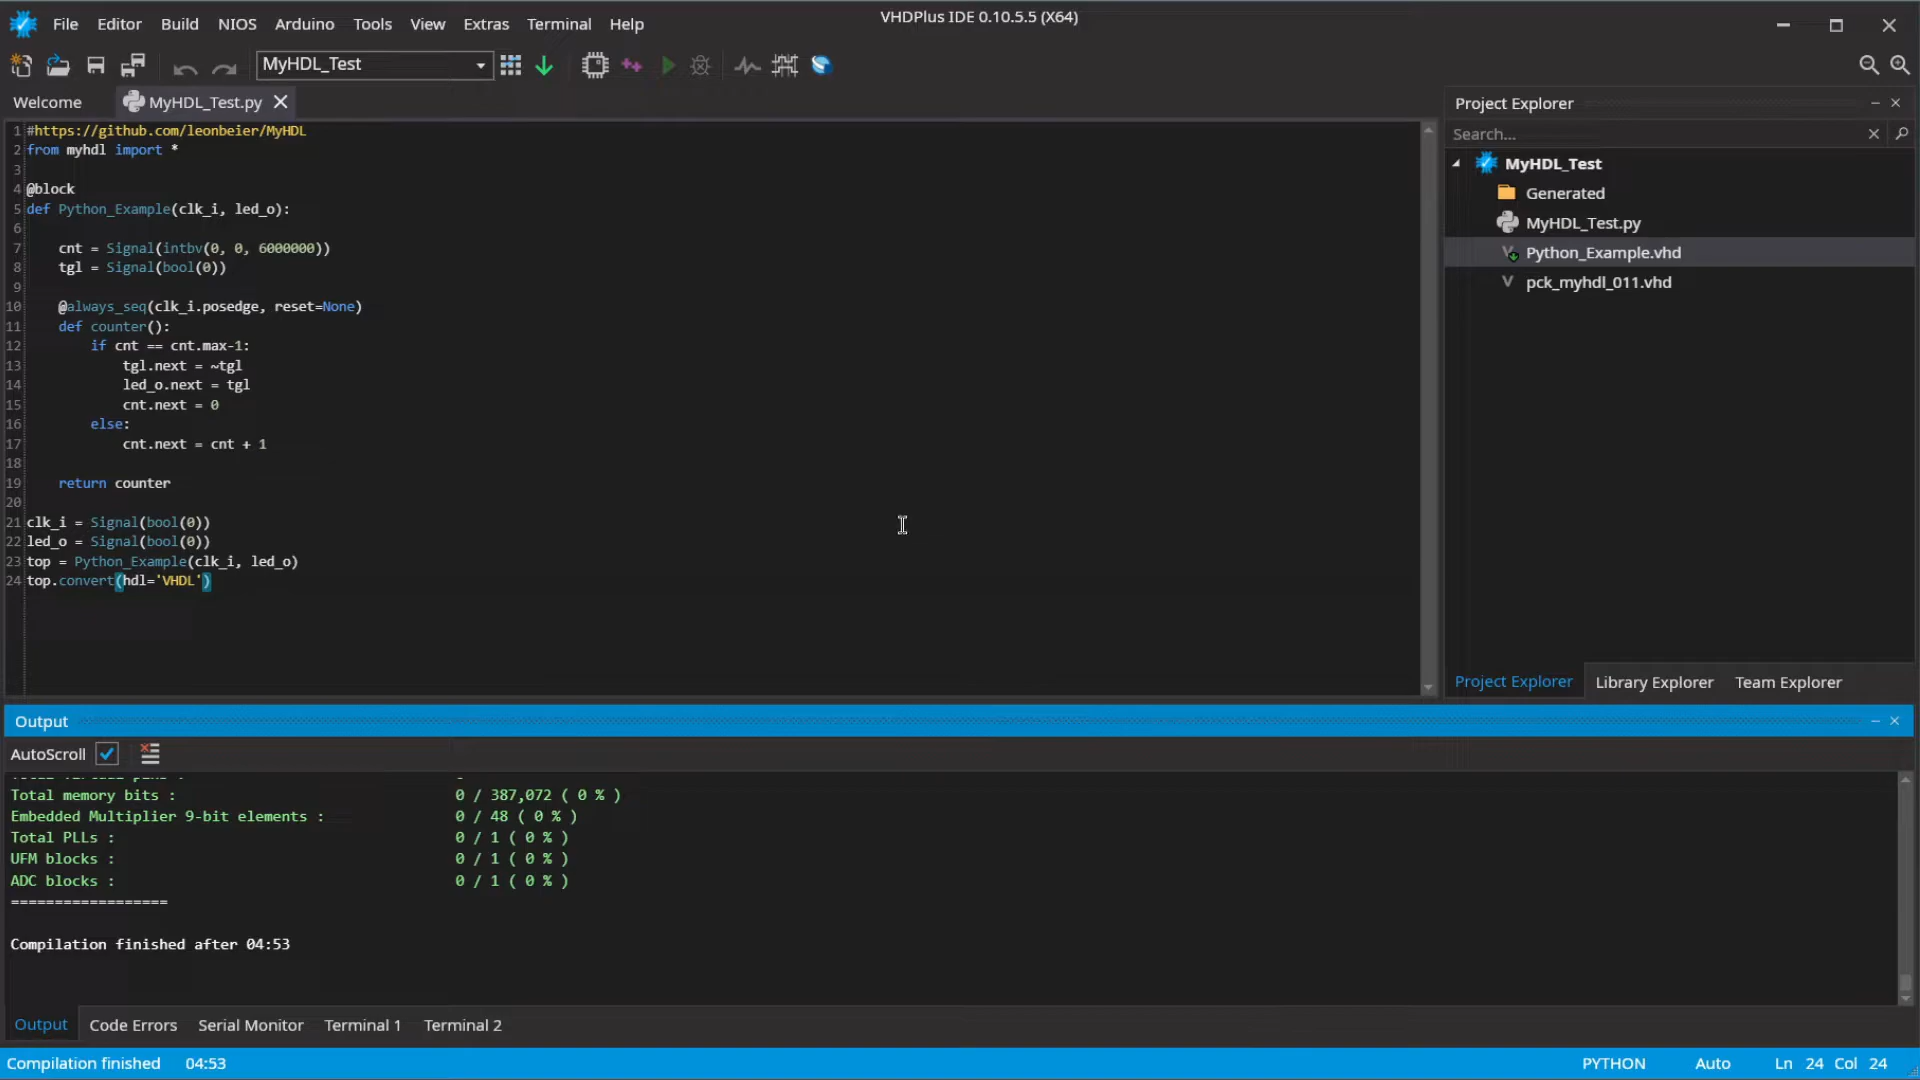 VHDPlus IDE 0.10.5.5 (X64)
File Editor Build NIOS Arduino Tools View Extras Terminal Help
MyHDL_Test
Welcome MyHDL_Test.py
1 #https://github.com/leonbeier/MyHDL
2 from myhdl import *
3
4 @block
5 def Python_Example(clk_i, led_o):
6
7 cnt = Signal(intbv(0, 0, 6000000))
8 tgl = Signal(bool(0))
9
10 @always_seq(clk_i.posedge, reset=None)
11 def counter():
12 if cnt == cnt.max-1:
13 tgl.next = ~tgl
14 led_o.next = tgl
15 cnt.next = 0
16 else:
17 cnt.next = cnt + 1
18
19 return counter
20
21 clk_i = Signal(bool(0))
22 led_o = Signal(bool(0))
23 top = Python_Example(clk_i, led_o)
24 top.convert(hdl='VHDL')
Project Explorer
Search...
MyHDL_Test
Generated
MyHDL_Test.py
Python_Example.vhd
pck_myhdl_011.vhd
Project Explorer Library Explorer Team Explorer
Output
AutoScroll
Total memory bits : 0 / 387,072 ( 0 % )
Embedded Multiplier 9-bit elements : 0 / 48 ( 0 % )
Total PLLs : 0 / 1 ( 0 % )
UFM blocks : 0 / 1 ( 0 % )
ADC blocks : 0 / 1 ( 0 % )
==================
Compilation finished after 04:53
Output Code Errors Serial Monitor Terminal 1 Terminal 2
Compilation finished 04:53 PYTHON Auto Ln 24 Col 24